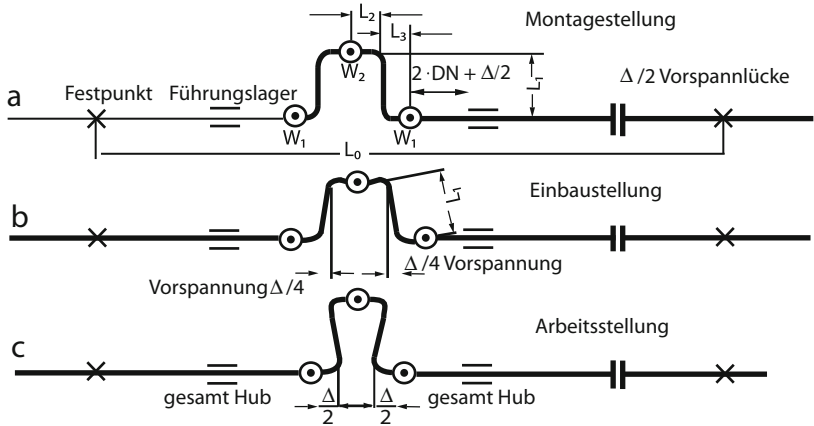 L₂
L₃
Montagestellung
W₂
2 · DN + Δ/2
L₁
Δ/2 Vorspannlücke
a
Festpunkt
Führungslager
W₁
W₁
L₀
Einbaustellung
L₁
b
Vorspannung Δ/4
Δ/4 Vorspannung
Arbeitsstellung
c
gesamt Hub
Δ/2
Δ/2
gesamt Hub